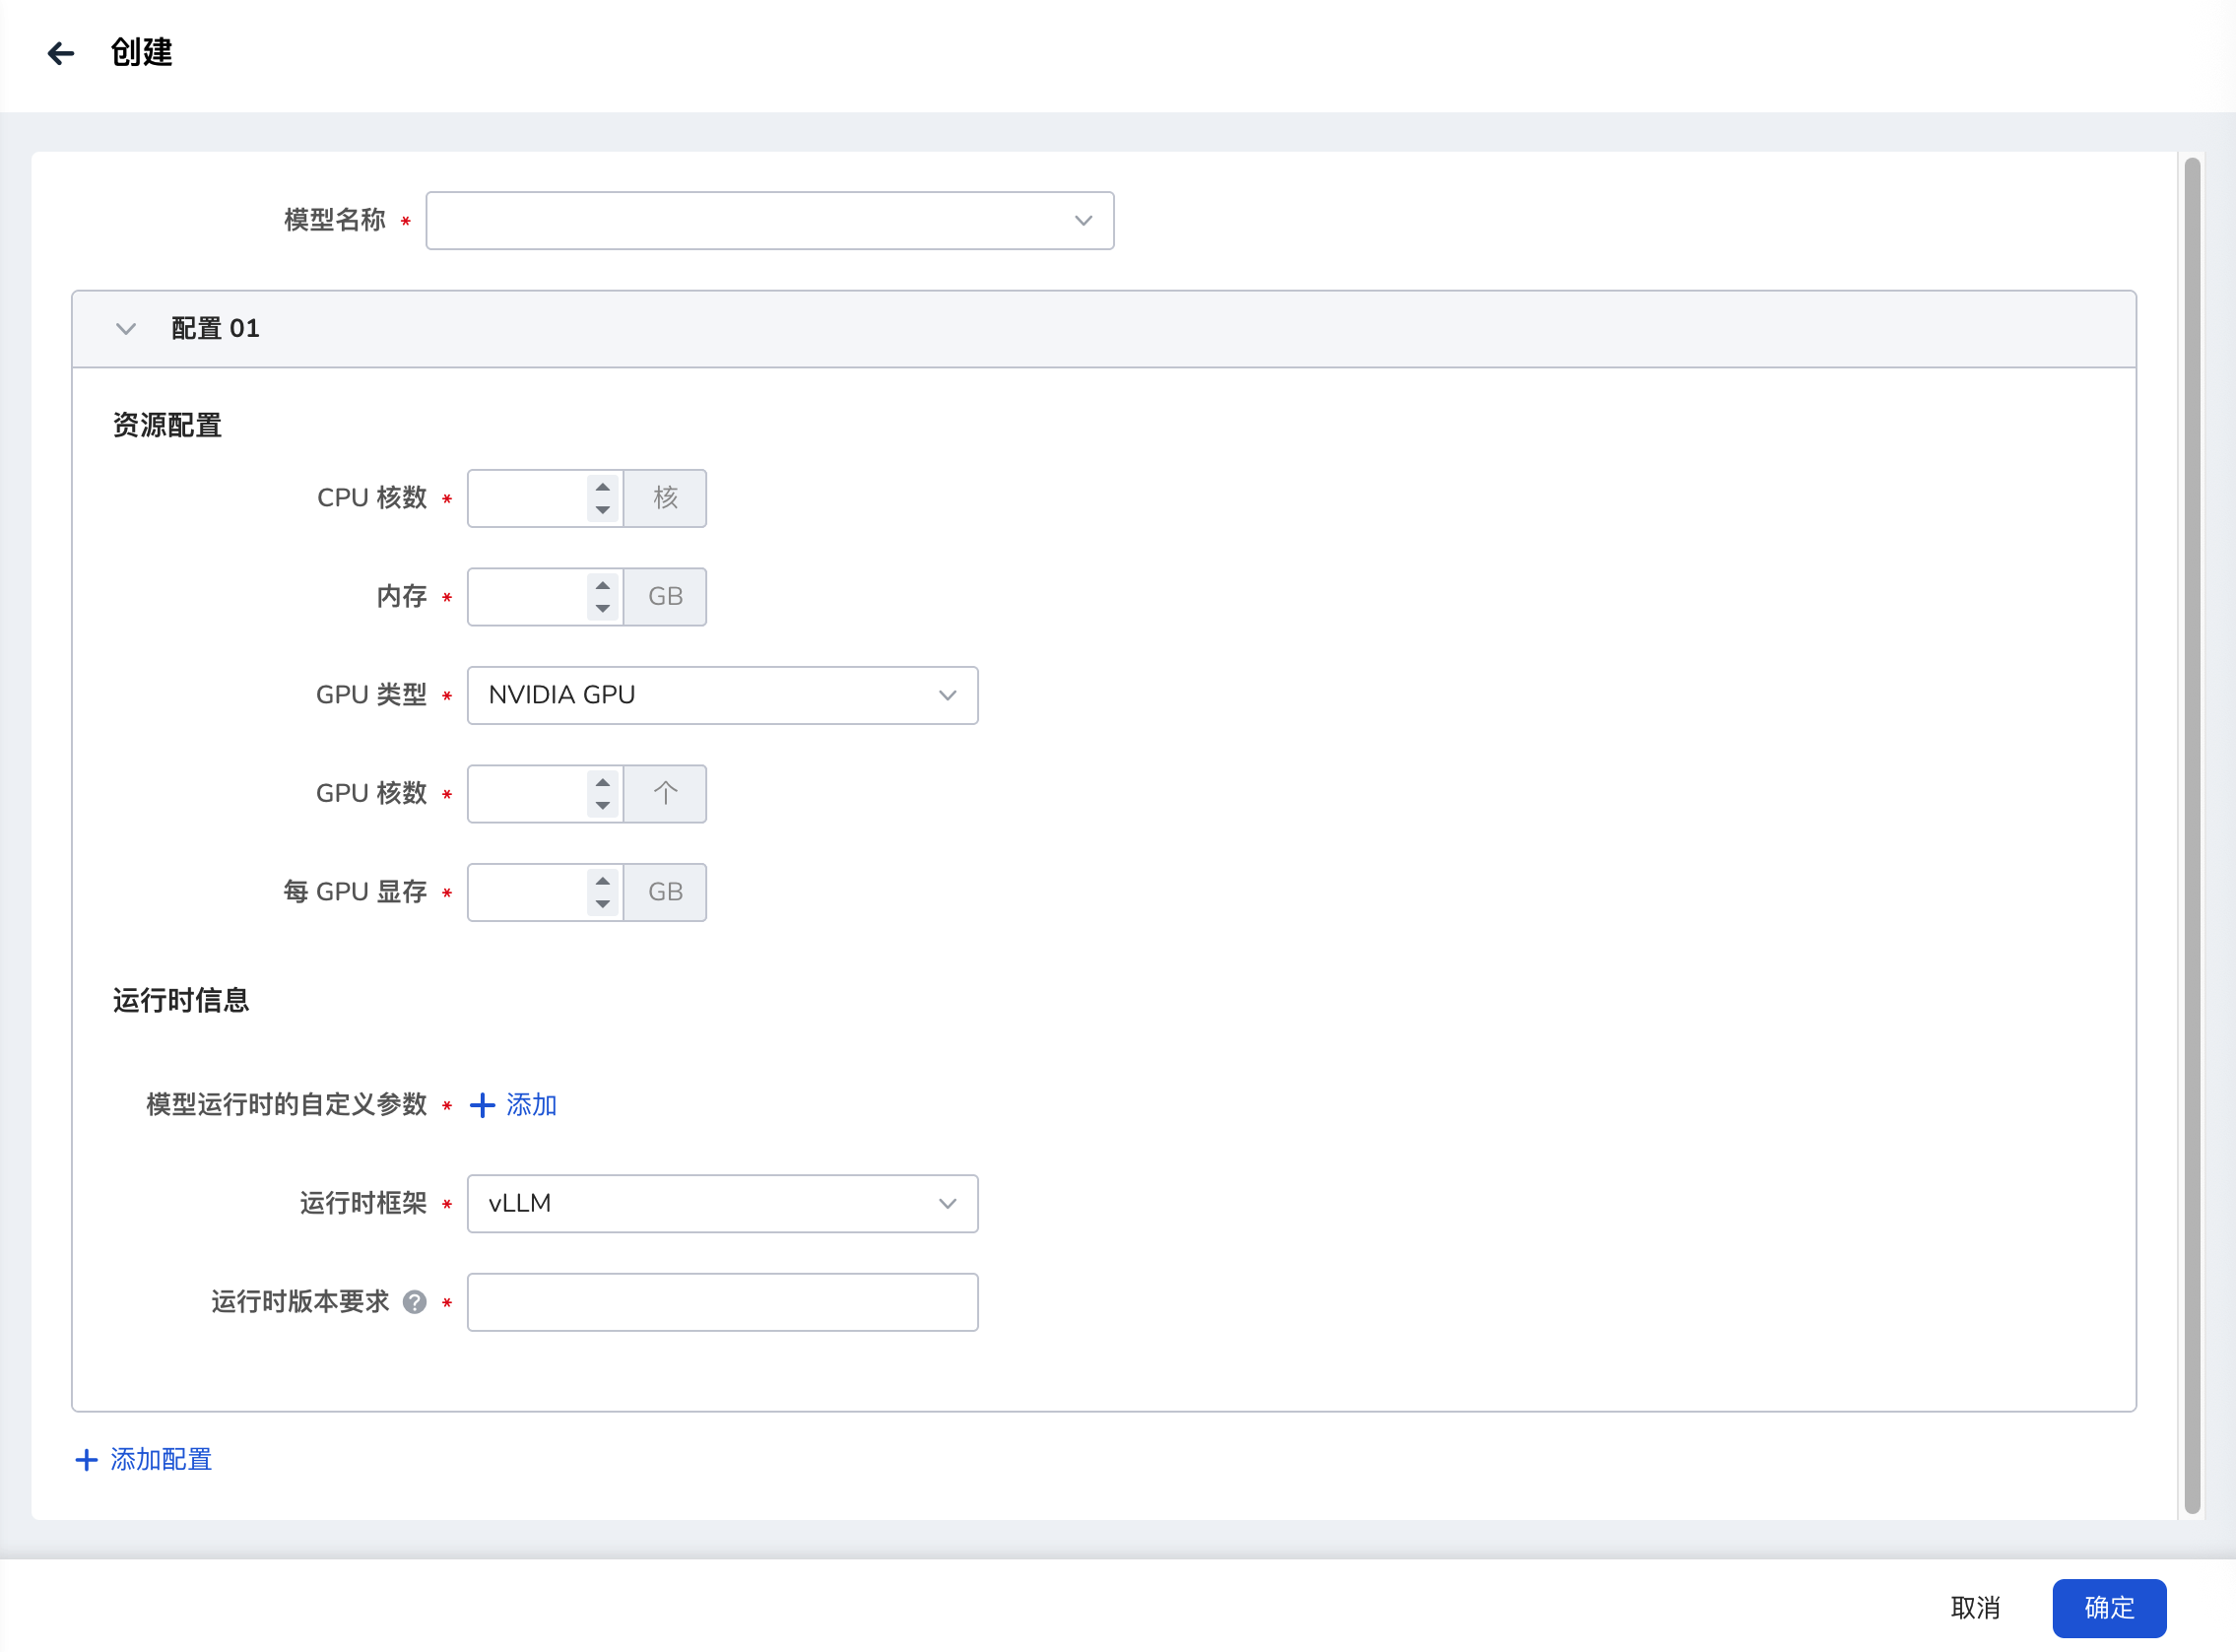 创建
模型名称 *
配置 01
资源配置
CPU 核数 * 核
内存 * GB
GPU 类型 * NVIDIA GPU
GPU 核数 * 个
每 GPU 显存 * GB
运行时信息
模型运行时的自定义参数 * + 添加
运行时框架 * vLLM
运行时版本要求 ? *
+ 添加配置
取消 确定